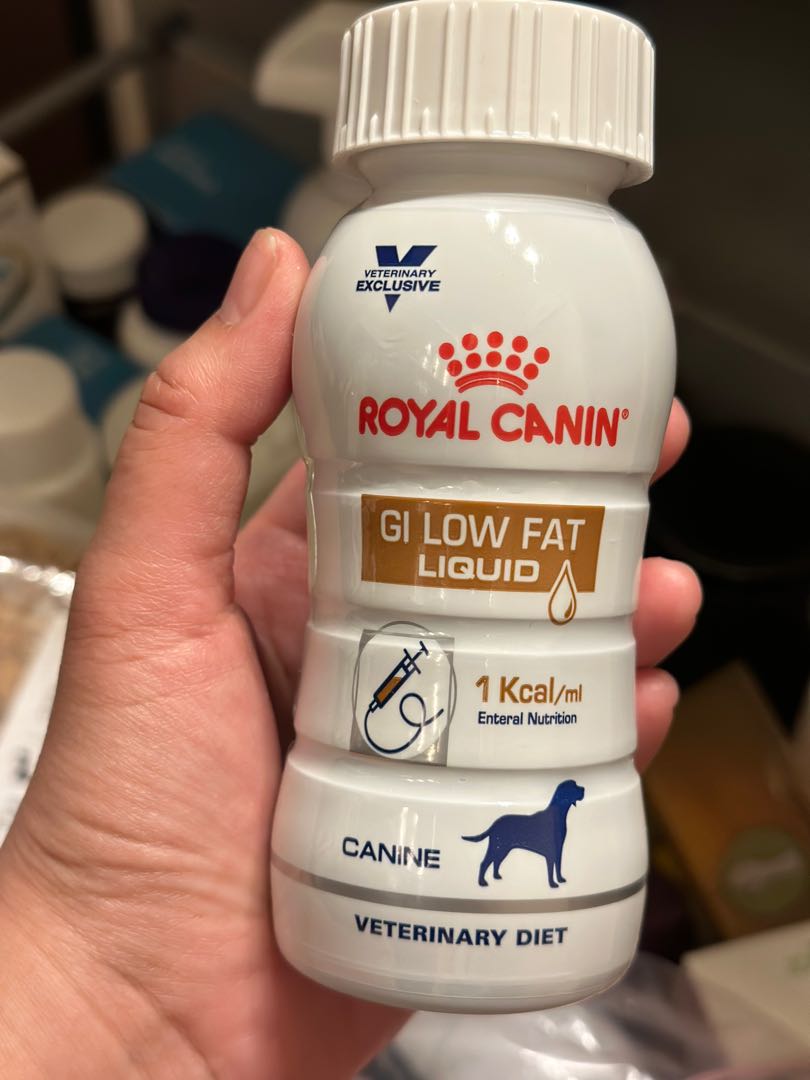 VETERINARY
EXCLUSIVE
ROYAL CANIN®
GI LOW FAT
LIQUID
1 Kcal/ml
Enteral Nutrition
CANINE
VETERINARY DIET